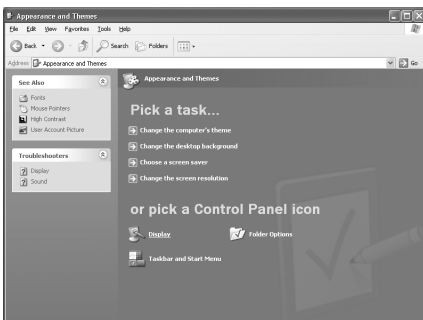 Appearance and Themes
File Edit View Favorites Tools Help
Back Search Folders
Address Appearance and Themes Go
See Also
Fonts
Mouse Pointers
High Contrast
User Account Picture
Troubleshooters
Display
Sound
Appearance and Themes
Pick a task...
Change the computer's theme
Change the desktop background
Choose a screen saver
Change the screen resolution
or pick a Control Panel icon
Display Folder Options
Taskbar and Start Menu